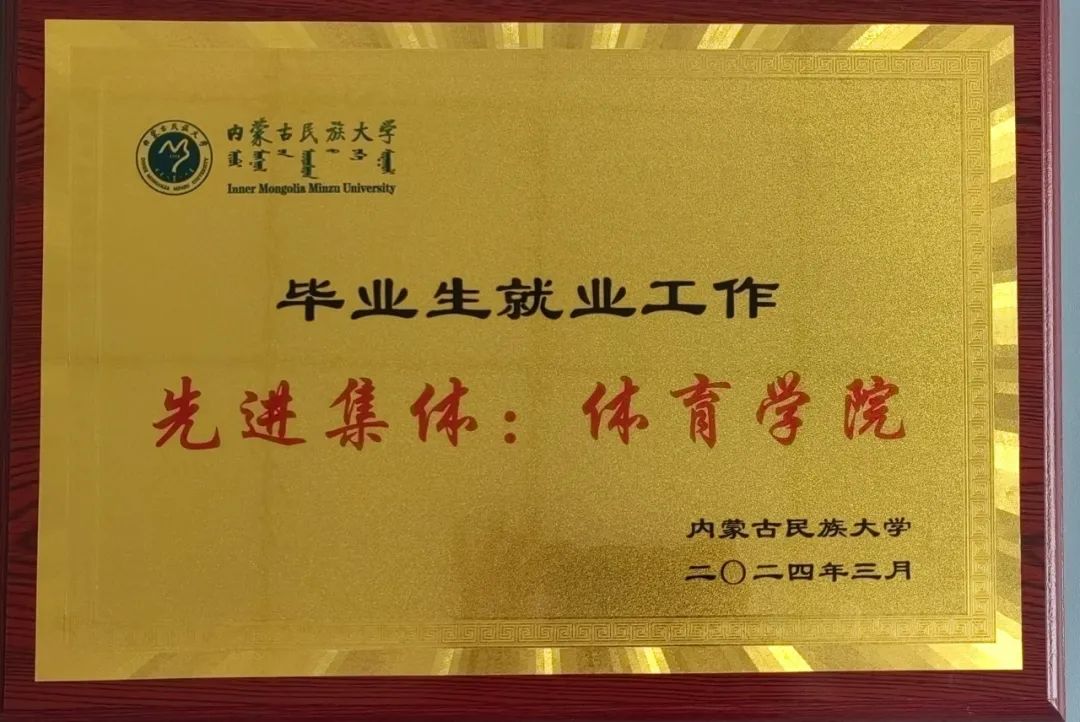 内蒙古民族大学
Inner Mongolia Minzu University
毕业生就业工作
先进集体：体育学院
内蒙古民族大学
二〇二四年三月